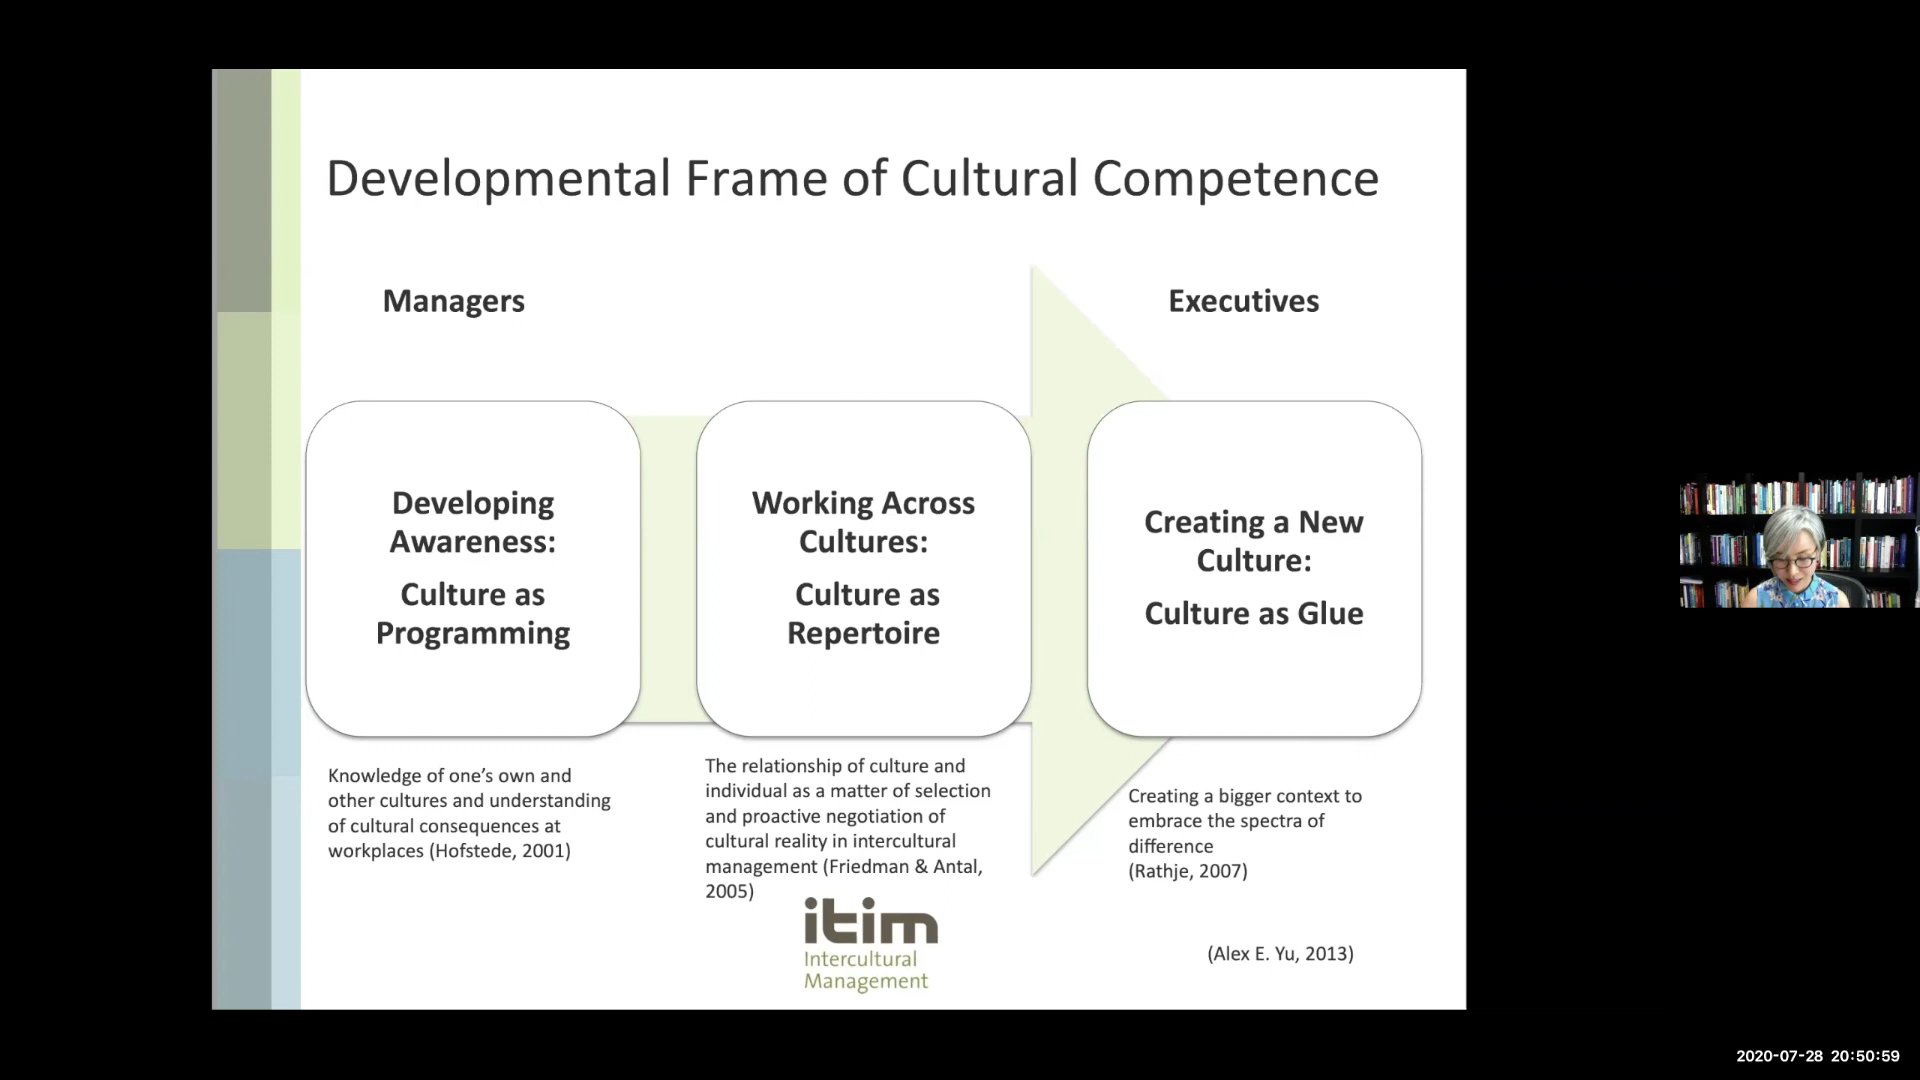 Developmental Frame of Cultural Competence
Managers
Executives
Developing
Awareness:
Culture as
Programming
Working Across
Cultures:
Culture as
Repertoire
Creating a New
Culture:
Culture as Glue
Knowledge of one’s own and
other cultures and understanding
of cultural consequences at
workplaces (Hofstede, 2001)
The relationship of culture and
individual as a matter of selection
and proactive negotiation of
cultural reality in intercultural
management (Friedman & Antal,
2005)
Creating a bigger context to
embrace the spectra of
difference
(Rathje, 2007)
itim
Intercultural
Management
(Alex E. Yu, 2013)
2020-07-28 20:50:59